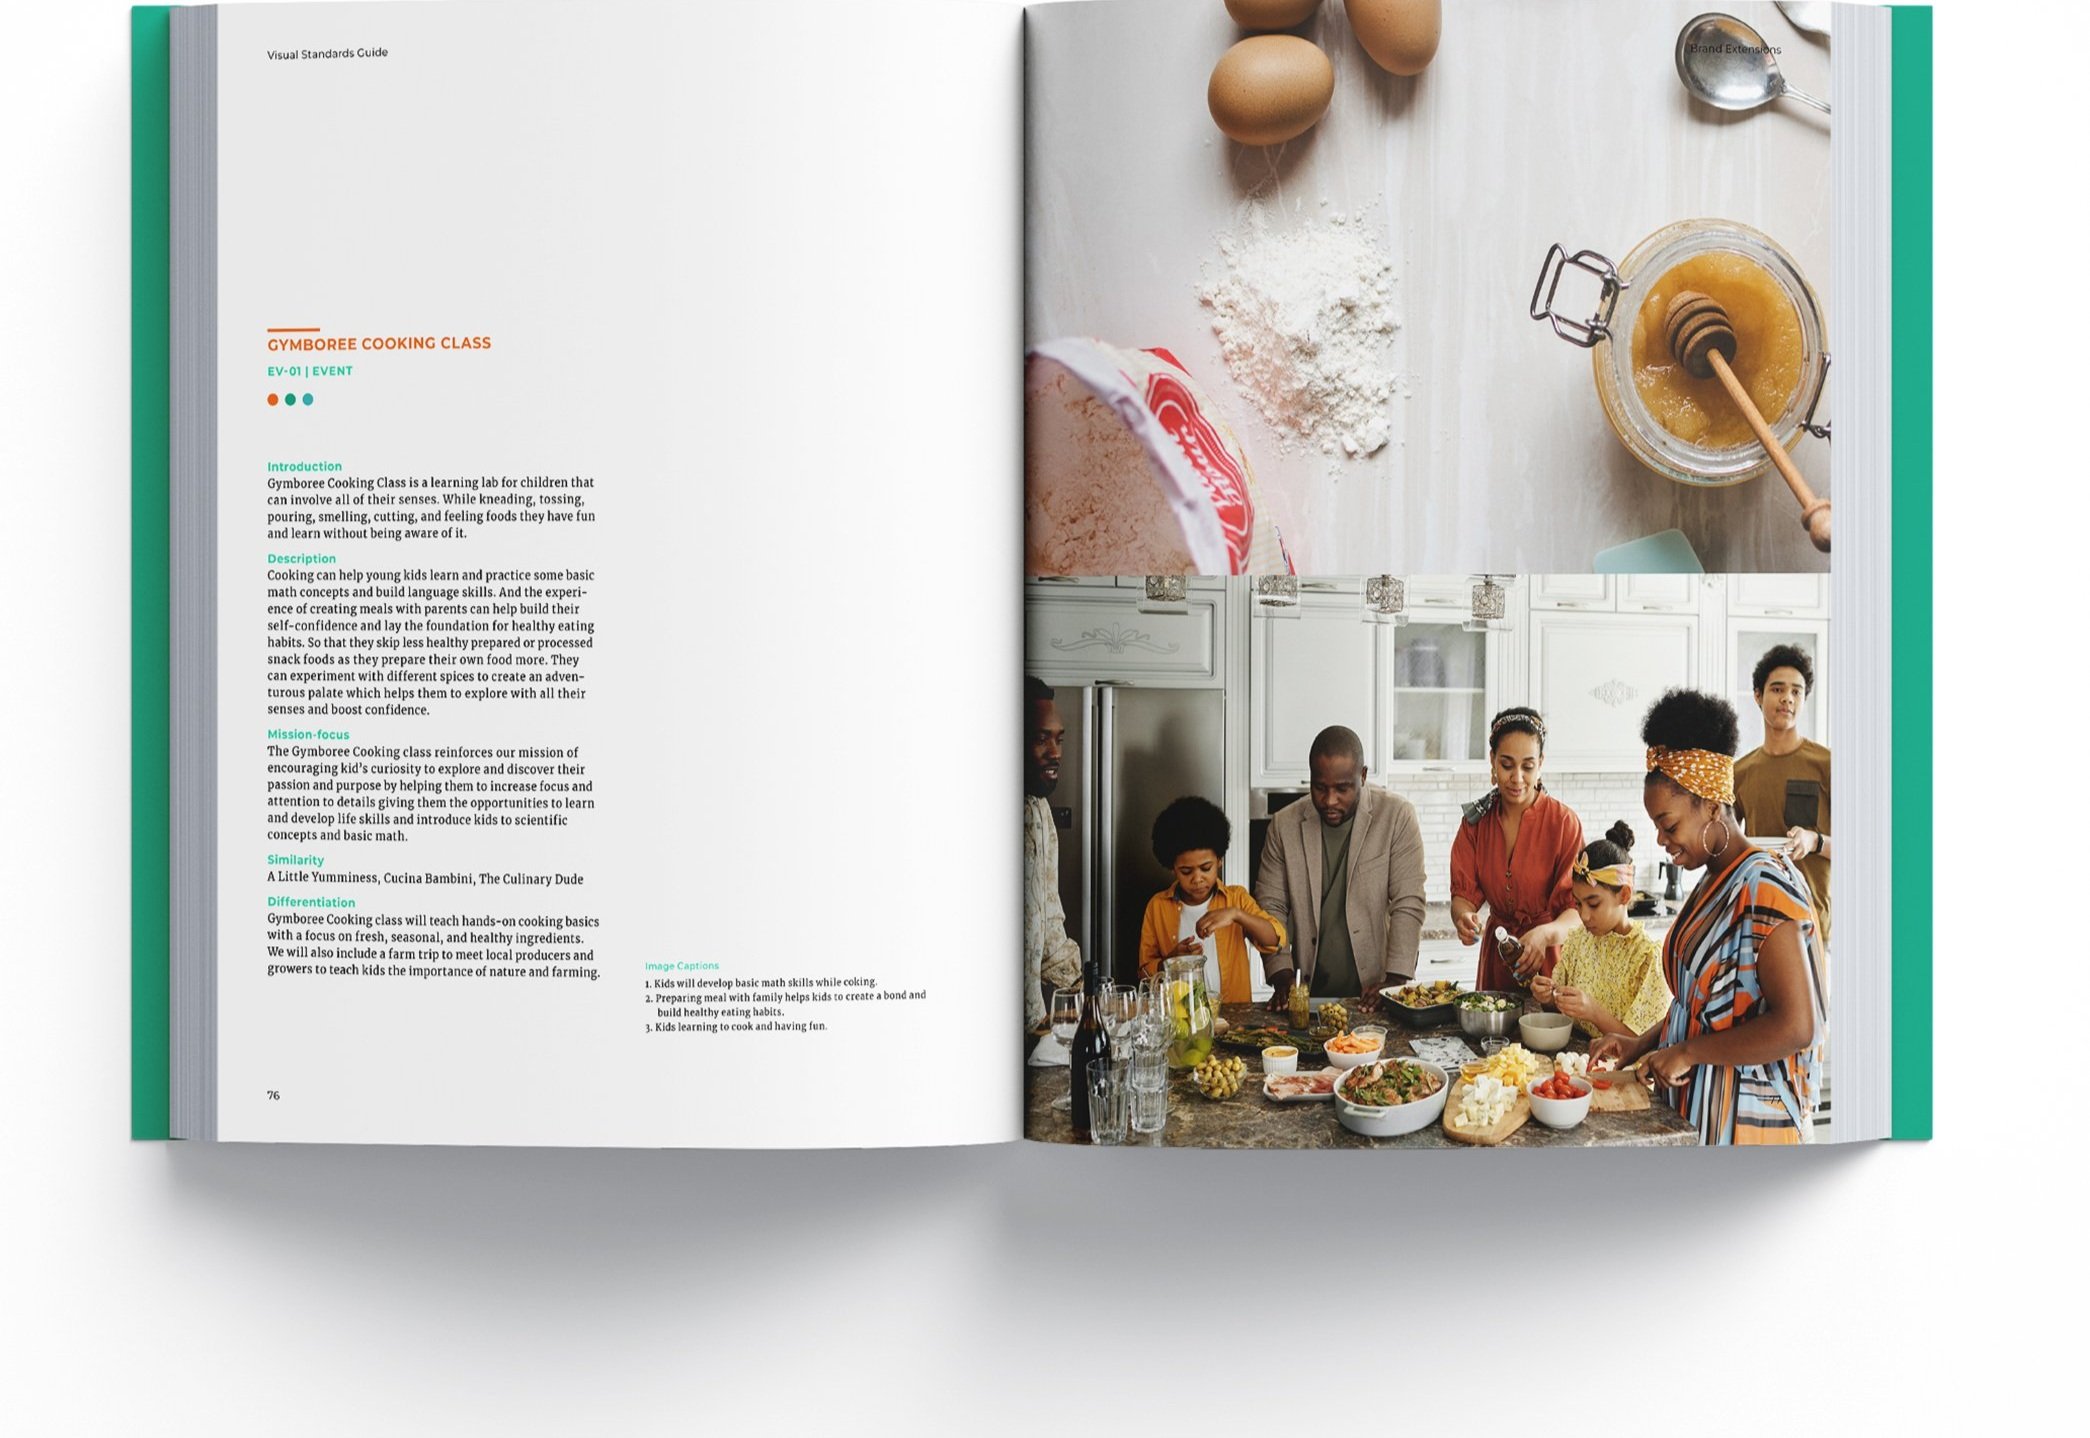 Visual Standards Guide
Brand Extensions
GYMBOREE COOKING CLASS
EV-01 | EVENT
Introduction
Gymboree Cooking Class is a learning lab for children that
can involve all of their senses. While kneading, tossing,
pouring, smelling, cutting, and feeling foods they have fun
and learn without being aware of it.
Description
Cooking can help young kids learn and practice some basic
math concepts and build language skills. And the experi-
ence of creating meals with parents can help build their
self-confidence and lay the foundation for healthy eating
habits. So that they skip less healthy prepared or processed
snack foods as they prepare their own food more. They
can experiment with different spices to create an adven-
turous palate which helps them to explore with all their
senses and boost confidence.
Mission-focus
The Gymboree Cooking class reinforces our mission of
encouraging kid's curiosity to explore and discover their
passion and purpose by helping them to increase focus and
attention to details giving them the opportunities to learn
and develop life skills and introduce kids to scientific
concepts and basic math.
Similarity
A Little Yumminess, Cucina Bambini, The Culinary Dude
Differentiation
Gymboree Cooking class will teach hands-on cooking basics
with a focus on fresh, seasonal, and healthy ingredients.
We will also include a farm trip to meet local producers and
growers to teach kids the importance of nature and farming.
Image Captions
1. Kids will develop basic math skills while coking.
2. Preparing meal with family helps kids to create a bond and
build healthy eating habits.
3. Kids learning to cook and having fun.
76